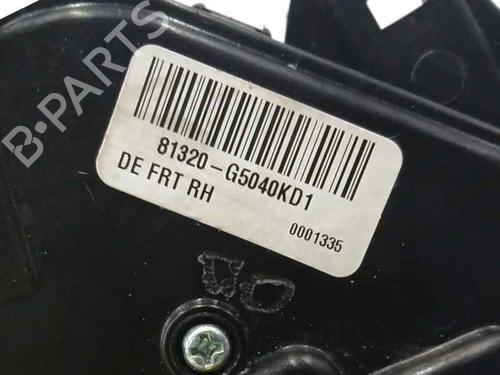 B-PARTS
81320-G5040KD1
DE FRT RH
0001335